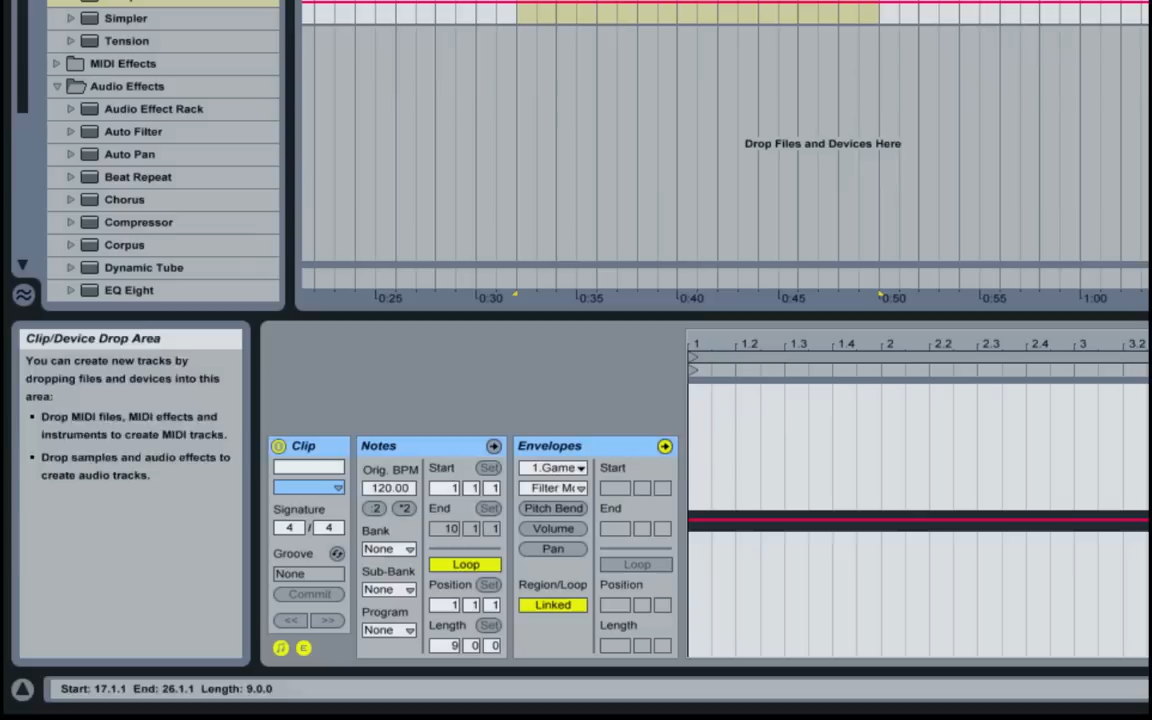 Simpler
Tension
MIDI Effects
Audio Effects
Audio Effect Rack
Auto Filter
Auto Pan
Beat Repeat
Chorus
Compressor
Corpus
Dynamic Tube
EQ Eight
Drop Files and Devices Here
0:25 0:30 0:35 0:40 0:45 0:50 0:55 1:00
Clip/Device Drop Area
You can create new tracks by
dropping files and devices into this
area:
Drop MIDI files, MIDI effects and
instruments to create MIDI tracks.
Drop samples and audio effects to
create audio tracks.
Clip
Signature
4 / 4
Groove
None
Commit
<< >>
E
Notes
Orig. BPM
120.00
:2 *2
Bank
None
Sub-Bank
None
Program
None
Start Set
1 1 1
End Set
10 1 1
Loop
Position Set
1 1 1
Length Set
9 0 0
Envelopes
1.Game
Filter Mo
Pitch Bend
Volume
Pan
Region/Loop
Linked
Start
End
Loop
Position
Length
1 1.2 1.3 1.4 2 2.2 2.3 2.4 3 3.2
Start: 17.1.1 End: 26.1.1 Length: 9.0.0